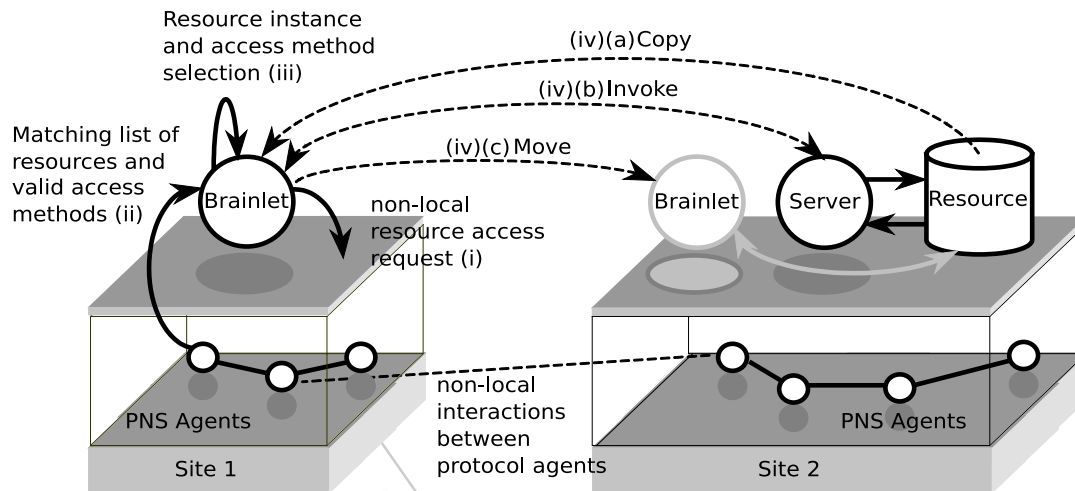 Resource instance
and access method
selection (iii)
(iv)(a)Copy
(iv)(b)Invoke
(iv)(c)Move
Matching list of
resources and
valid access
methods (ii)
Brainlet
non-local
resource access
request (i)
Brainlet
Server
Resource
PNS Agents
Site 1
non-local
interactions
between
protocol agents
PNS Agents
Site 2